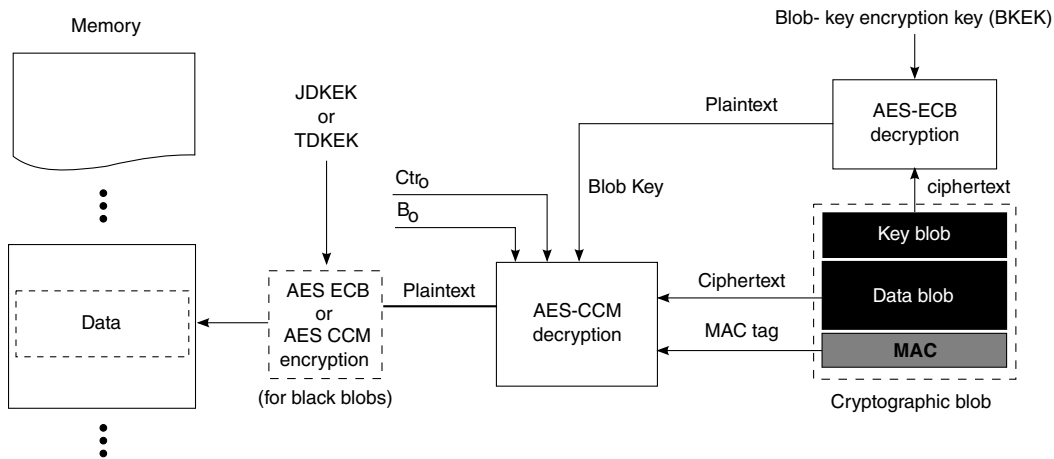 Blob- key encryption key (BKEK)
Memory
JDKEK
or
TDKEK
Plaintext
AES-ECB
decryption
Ctro
Bo
Blob Key
ciphertext
Key blob
Data blob
MAC
Ciphertext
MAC tag
AES-CCM
decryption
Plaintext
AES ECB
or
AES CCM
encryption
Data
(for black blobs)
Cryptographic blob